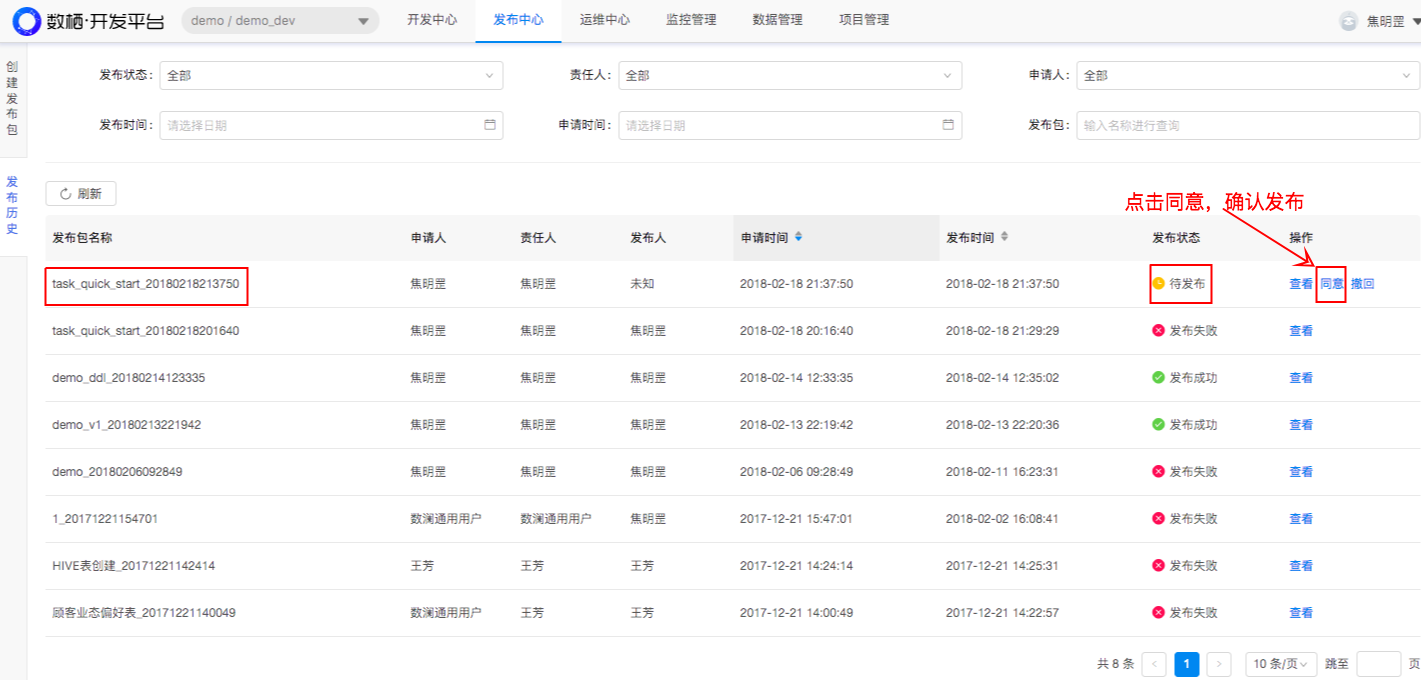 数栖·开发平台 demo / demo_dev 开发中心 发布中心 运维中心 监控管理 数据管理 项目管理 焦明罡
创建发布包
发布历史
发布状态: 全部 责任人: 全部 申请人: 全部
发布时间: 请选择日期 申请时间: 请选择日期 发布包: 输入名称进行查询
刷新
点击同意，确认发布
发布包名称 申请人 责任人 发布人 申请时间 发布时间 发布状态 操作
task_quick_start_20180218213750 焦明罡 焦明罡 未知 2018-02-18 21:37:50 2018-02-18 21:37:50 待发布 查看 同意 撤回
task_quick_start_20180218201640 焦明罡 焦明罡 焦明罡 2018-02-18 20:16:40 2018-02-18 21:29:29 发布失败 查看
demo_ddl_20180214123335 焦明罡 焦明罡 焦明罡 2018-02-14 12:33:35 2018-02-14 12:35:02 发布成功 查看
demo_v1_20180213221942 焦明罡 焦明罡 焦明罡 2018-02-13 22:19:42 2018-02-13 22:20:36 发布成功 查看
demo_20180206092849 焦明罡 焦明罡 焦明罡 2018-02-06 09:28:49 2018-02-11 16:23:31 发布失败 查看
1_20171221154701 数澜通用用户 数澜通用用户 焦明罡 2017-12-21 15:47:01 2018-02-02 16:08:41 发布失败 查看
HIVE表创建_20171221142414 王芳 王芳 王芳 2017-12-21 14:24:14 2017-12-21 14:25:31 发布失败 查看
顾客业态偏好表_20171221140049 数澜通用用户 王芳 王芳 2017-12-21 14:00:49 2017-12-21 14:22:57 发布失败 查看
共 8 条 < 1 > 10 条/页 跳至 页